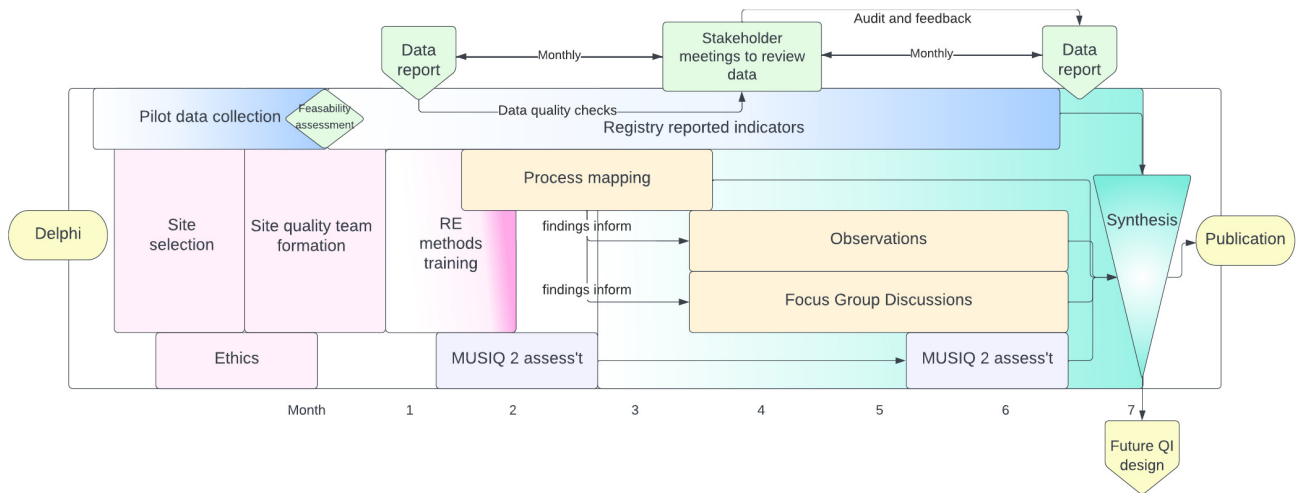 Audit and feedback
Data
report
Monthly
Stakeholder
meetings to review
data
Monthly
Data
report
Pilot data collection
Feasability
assessment
Data quality checks
Registry reported indicators
Delphi
Site
selection
Site quality team
formation
RE
methods
training
Process mapping
findings inform
Observations
findings inform
Focus Group Discussions
Synthesis
Publication
Ethics
MUSIQ 2 assess't
MUSIQ 2 assess't
Month
1
2
3
4
5
6
7
Future QI
design